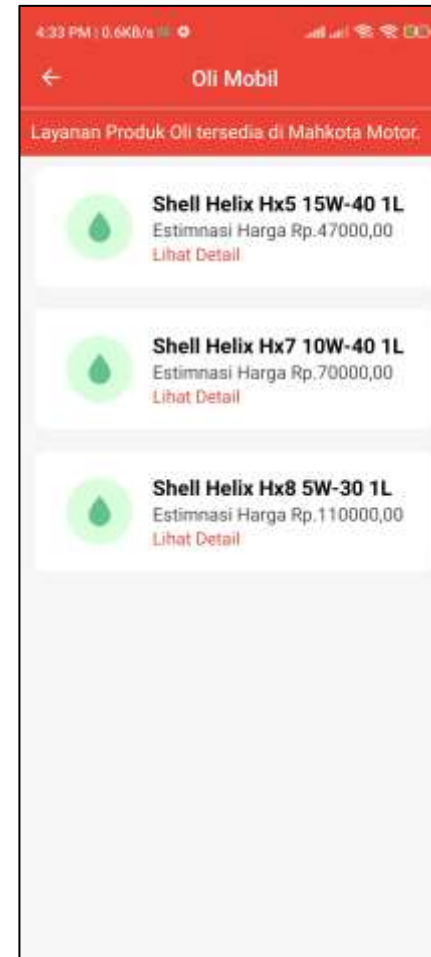 4:33 PM | 0.6KB/s
Oli Mobil
Layanan Produk Oli tersedia di Mahkota Motor.
Shell Helix Hx5 15W-40 1L
Estimnasi Harga Rp.47000,00
Lihat Detail
Shell Helix Hx7 10W-40 1L
Estimnasi Harga Rp.70000,00
Lihat Detail
Shell Helix Hx8 5W-30 1L
Estimnasi Harga Rp.110000,00
Lihat Detail